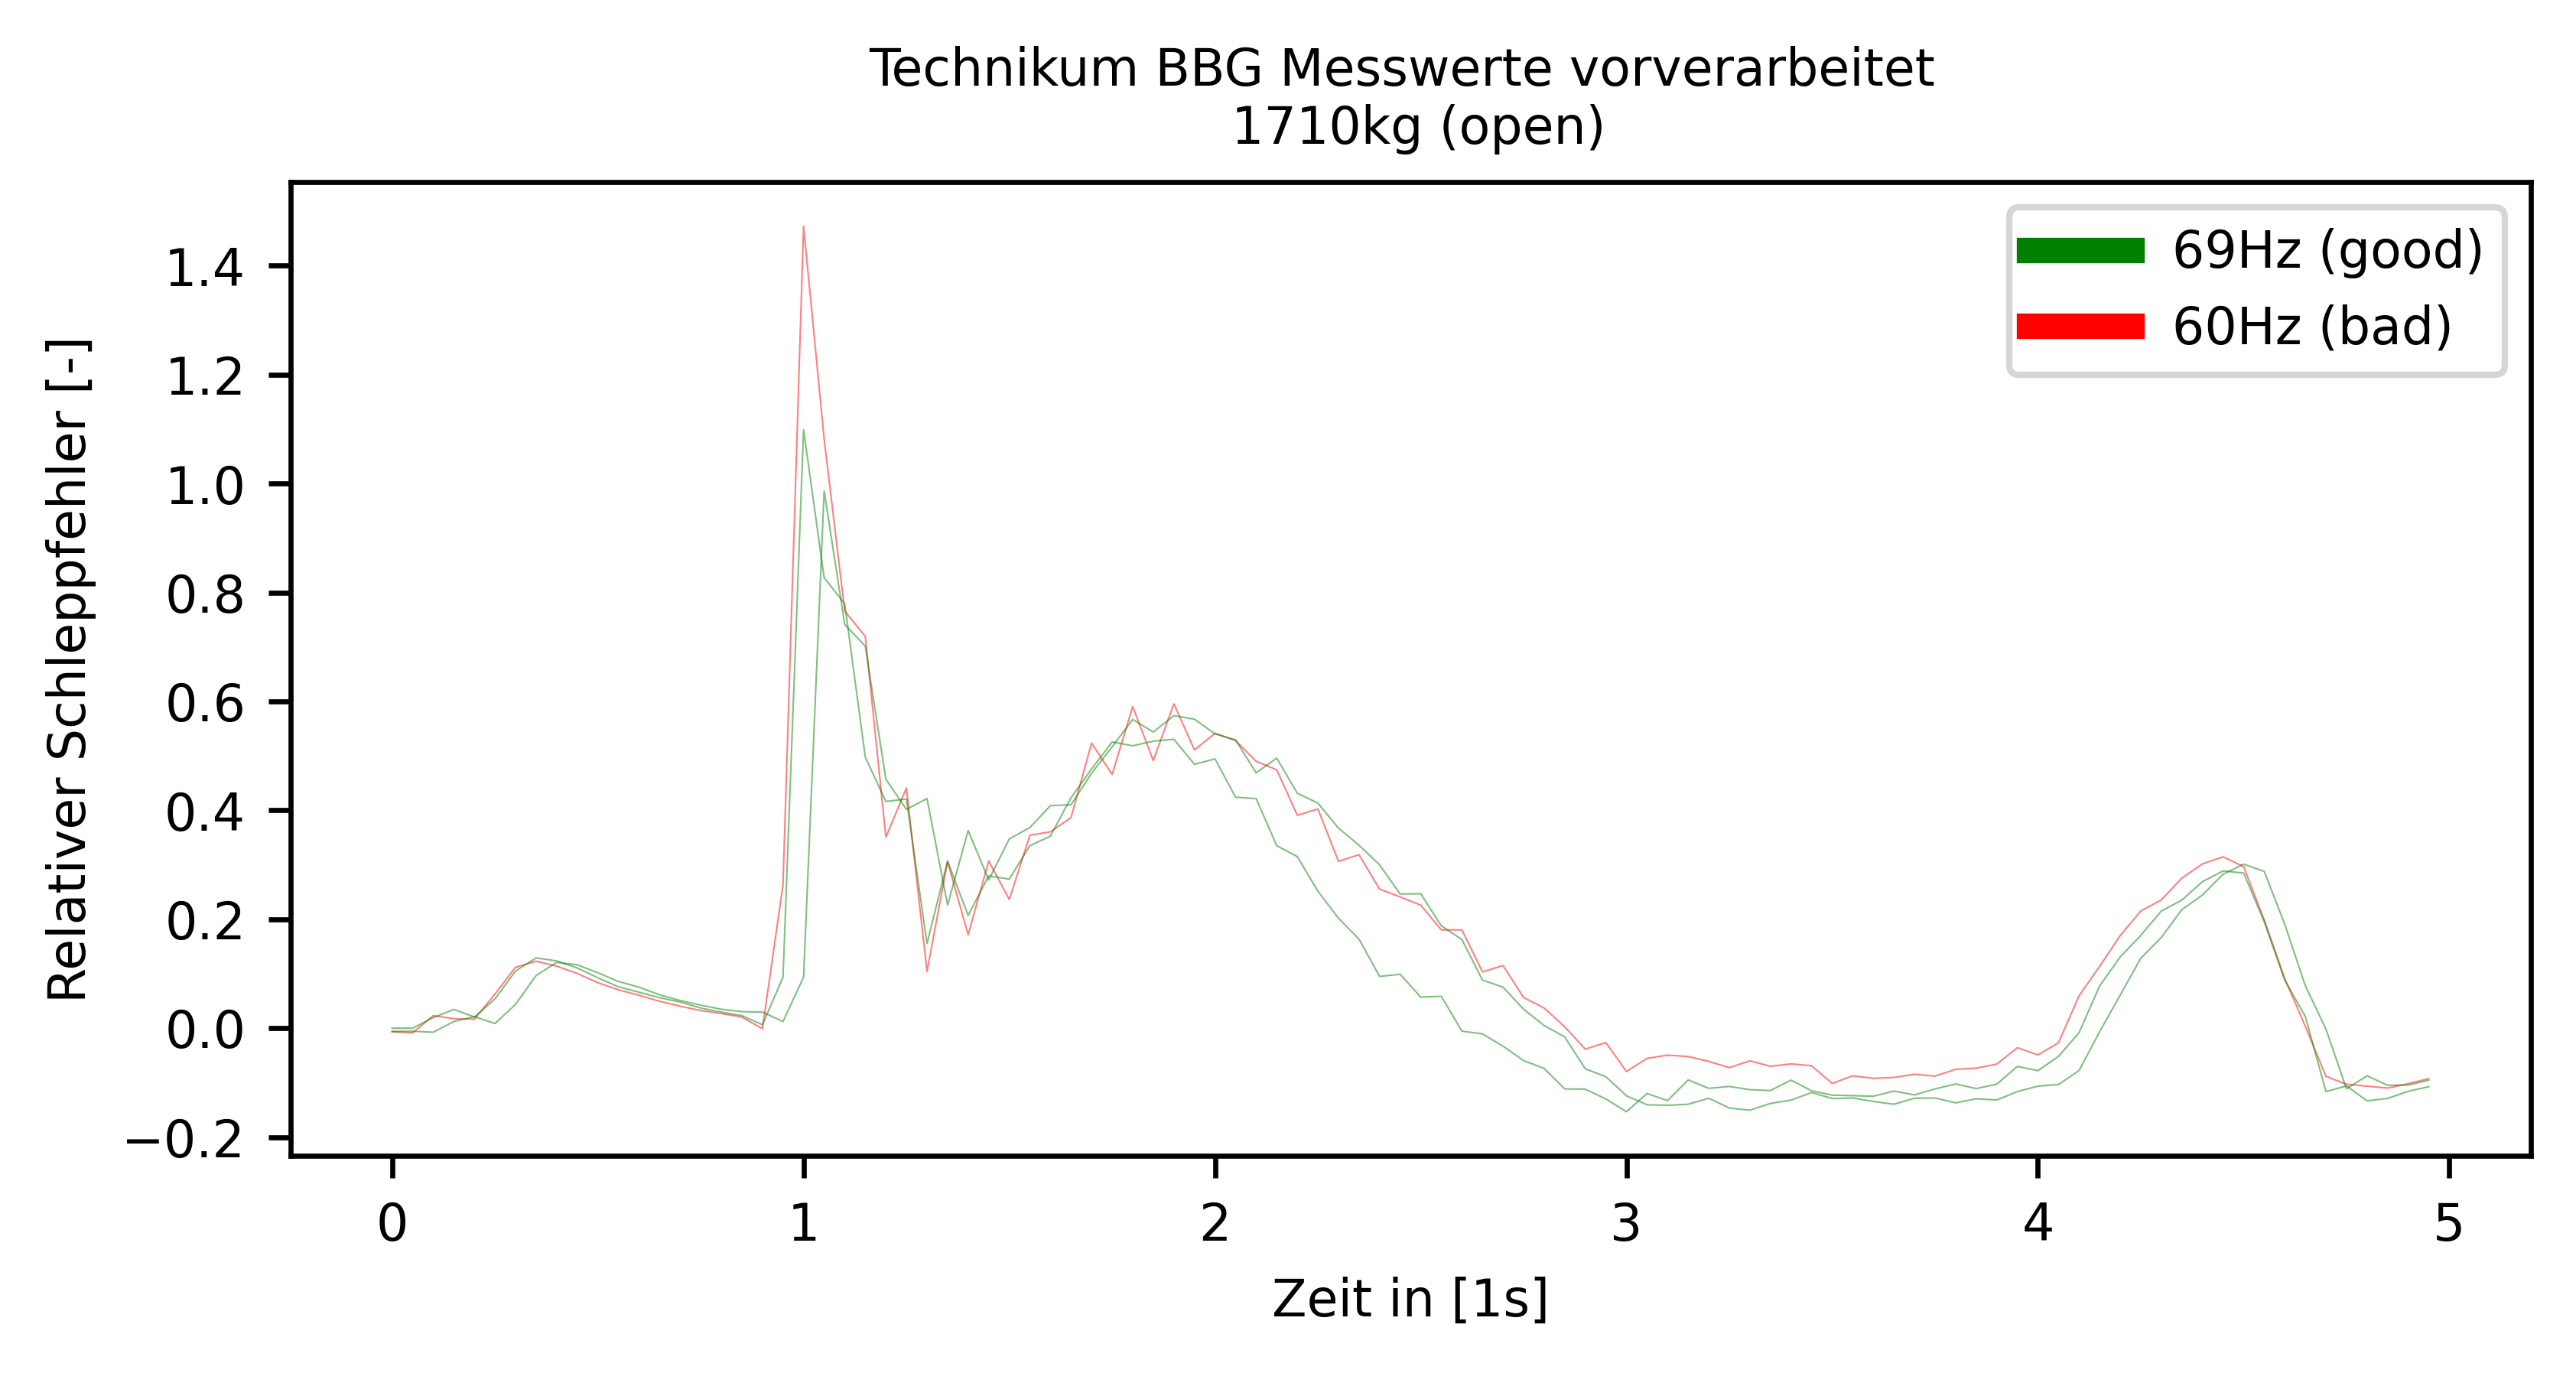 Technikum BBG Messwerte vorverarbeitet
1710kg (open)
69Hz (good)
60Hz (bad)
Relativer Schleppfehler [-]
1.4
1.2
1.0
0.8
0.6
0.4
0.2
0.0
−0.2
0 1 2 3 4 5
Zeit in [1s]